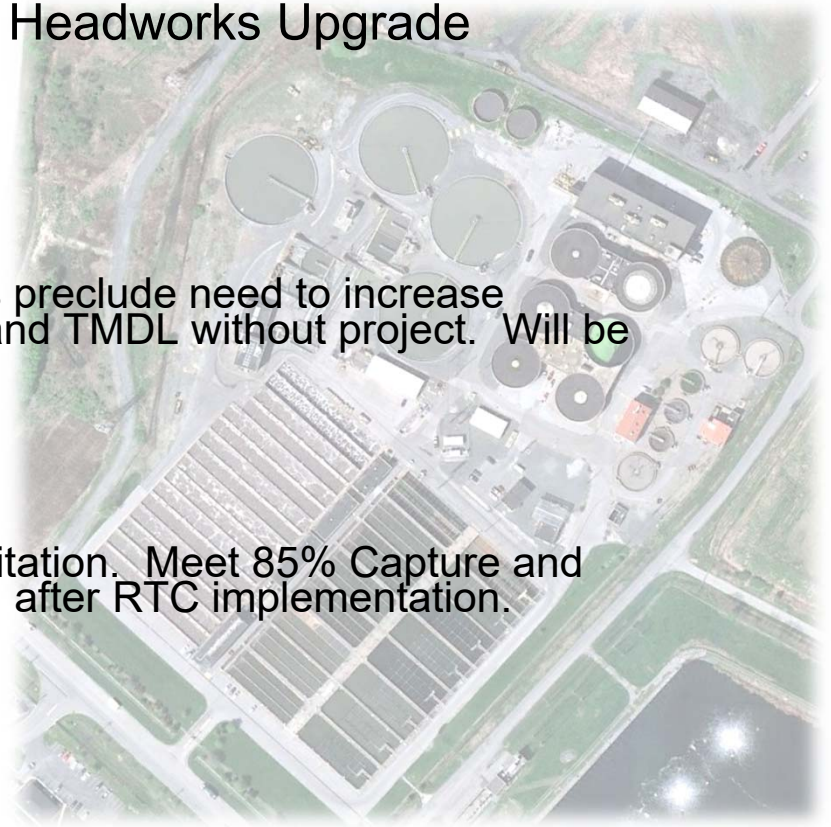 Headworks Upgrade
preclude need to increase
and TMDL without project. Will be
itation. Meet 85% Capture and
after RTC implementation.